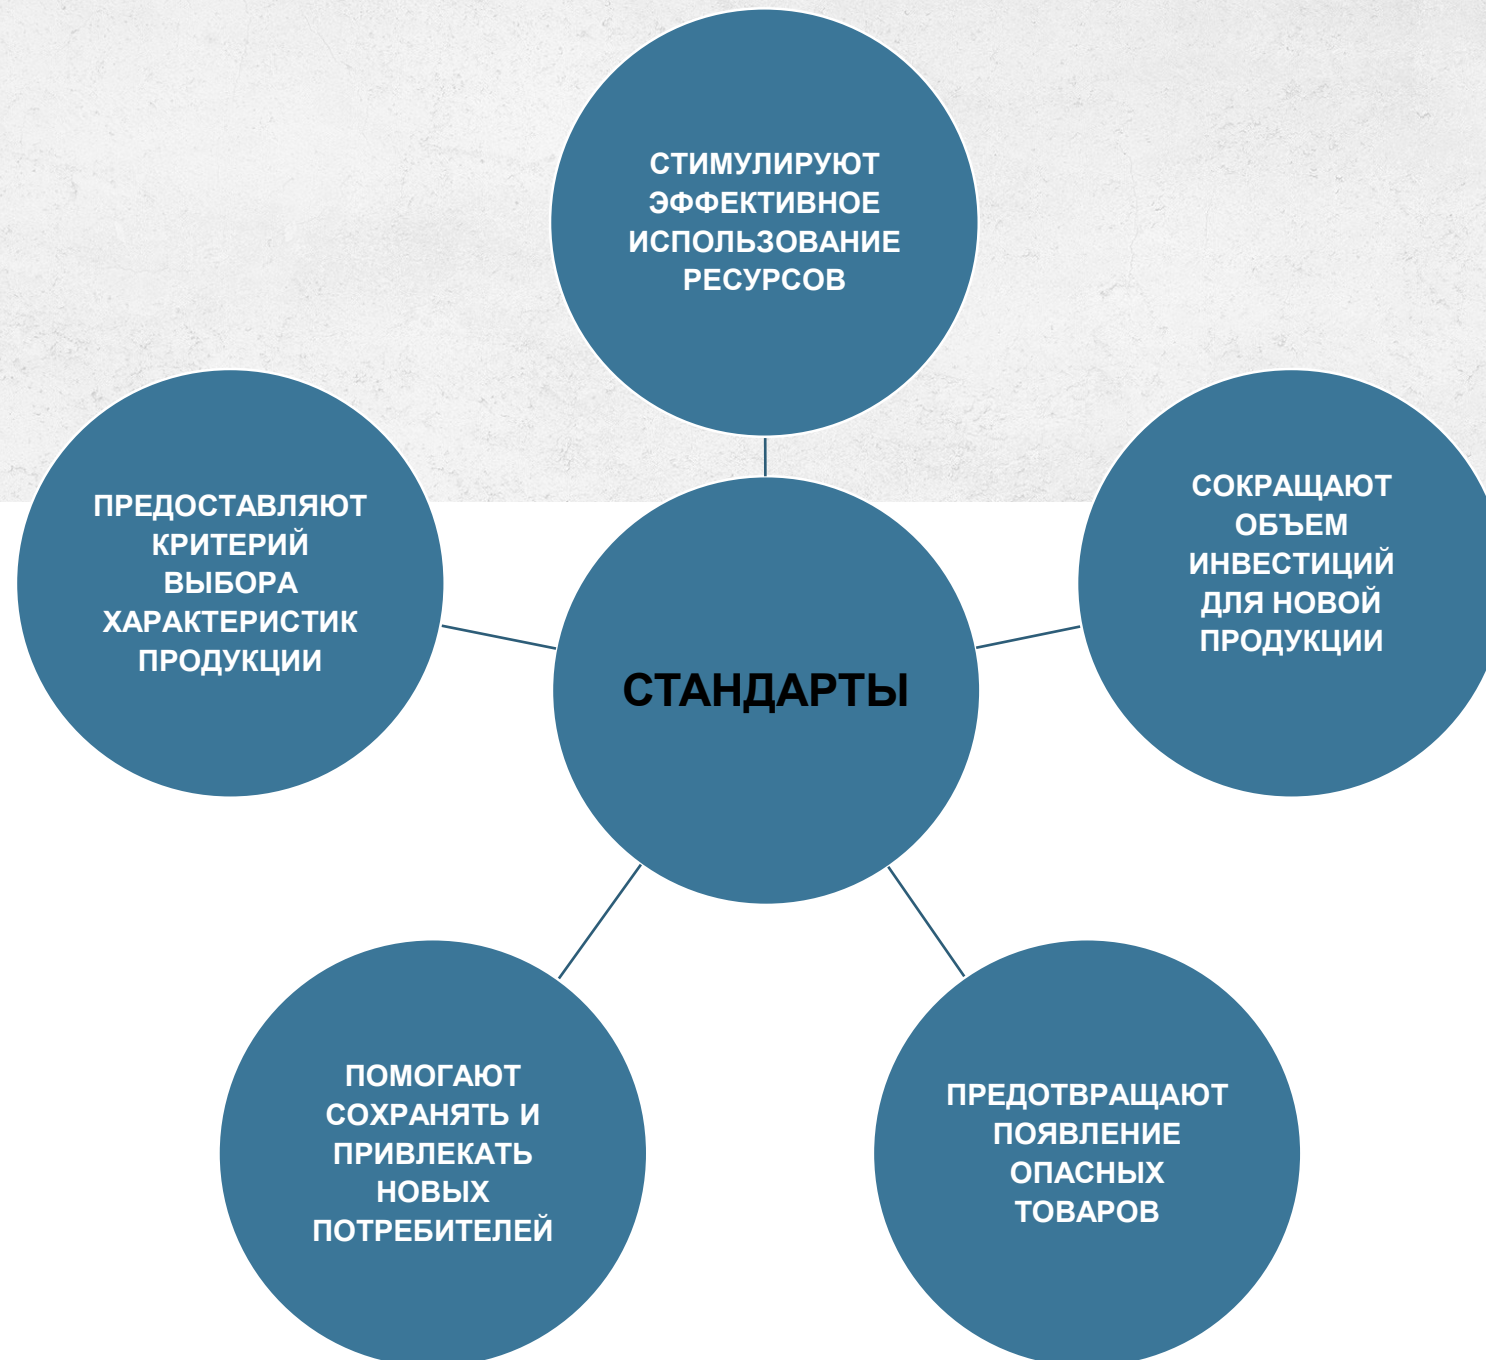 СТИМУЛИРУЮТ
ЭФФЕКТИВНОЕ
ИСПОЛЬЗОВАНИЕ
РЕСУРСОВ
ПРЕДОСТАВЛЯЮТ
КРИТЕРИЙ
ВЫБОРА
ХАРАКТЕРИСТИК
ПРОДУКЦИИ
СОКРАЩАЮТ
ОБЪЕМ
ИНВЕСТИЦИЙ
ДЛЯ НОВОЙ
ПРОДУКЦИИ
СТАНДАРТЫ
ПОМОГАЮТ
СОХРАНЯТЬ И
ПРИВЛЕКАТЬ
НОВЫХ
ПОТРЕБИТЕЛЕЙ
ПРЕДОТВРАЩАЮТ
ПОЯВЛЕНИЕ
ОПАСНЫХ
ТОВАРОВ